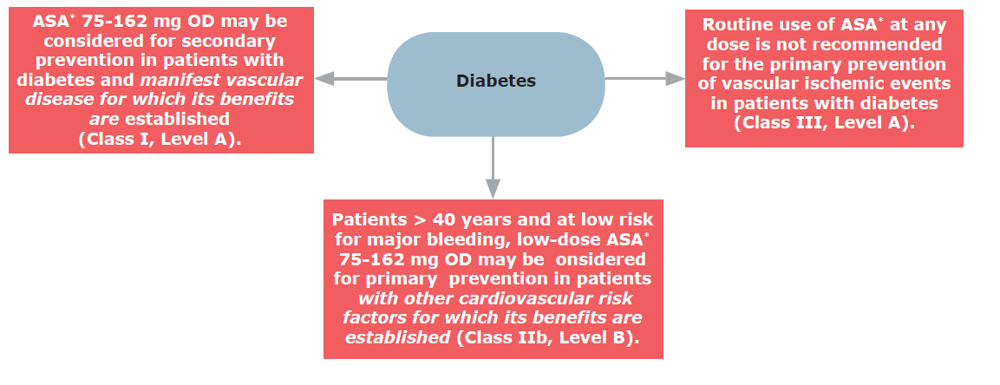 ASA* 75–162 mg OD may be
considered for secondary
prevention in patients with
diabetes and manifest vascular
disease for which its benefits
are established
(Class I, Level A).
Diabetes
Routine use of ASA* at any
dose is not recommended
for the primary prevention
of vascular ischemic events
in patients with diabetes
(Class III, Level A).
Patients > 40 years and at low risk
for major bleeding, low–dose ASA*
75–162 mg OD may be onsidered
for primary prevention in patients
with other cardiovascular risk
factors for which its benefits are
established (Class IIb, Level B).